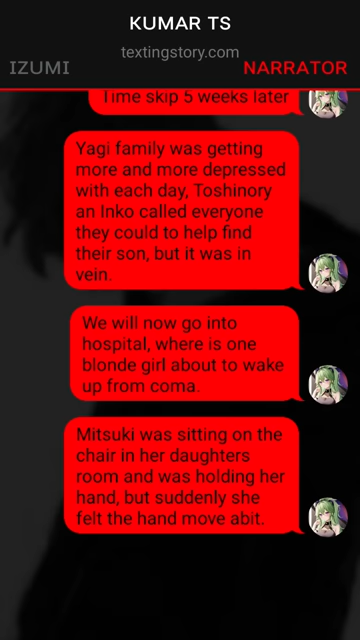 KUMAR TS
textingstory.com
IZUMI
NARRATOR
Time skip 5 weeks later
Yagi family was getting
more and more depressed
with each day, Toshinory
an Inko called everyone
they could to help find
their son, but it was in
vein.
We will now go into
hospital, where is one
blonde girl about to wake
up from coma.
Mitsuki was sitting on the
chair in her daughters
room and was holding her
hand, but suddenly she
felt the hand move abit.